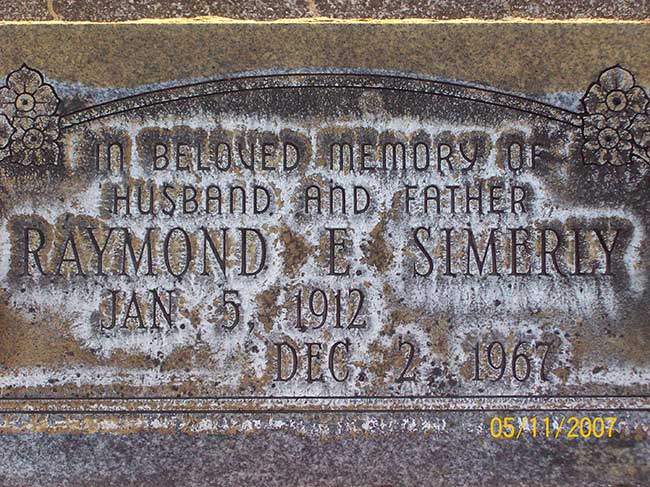 IN BELOVED MEMORY OF
HUSBAND AND FATHER
RAYMOND E. SIMERLY
JAN. 5, 1912
DEC. 2, 1967
05/11/2007